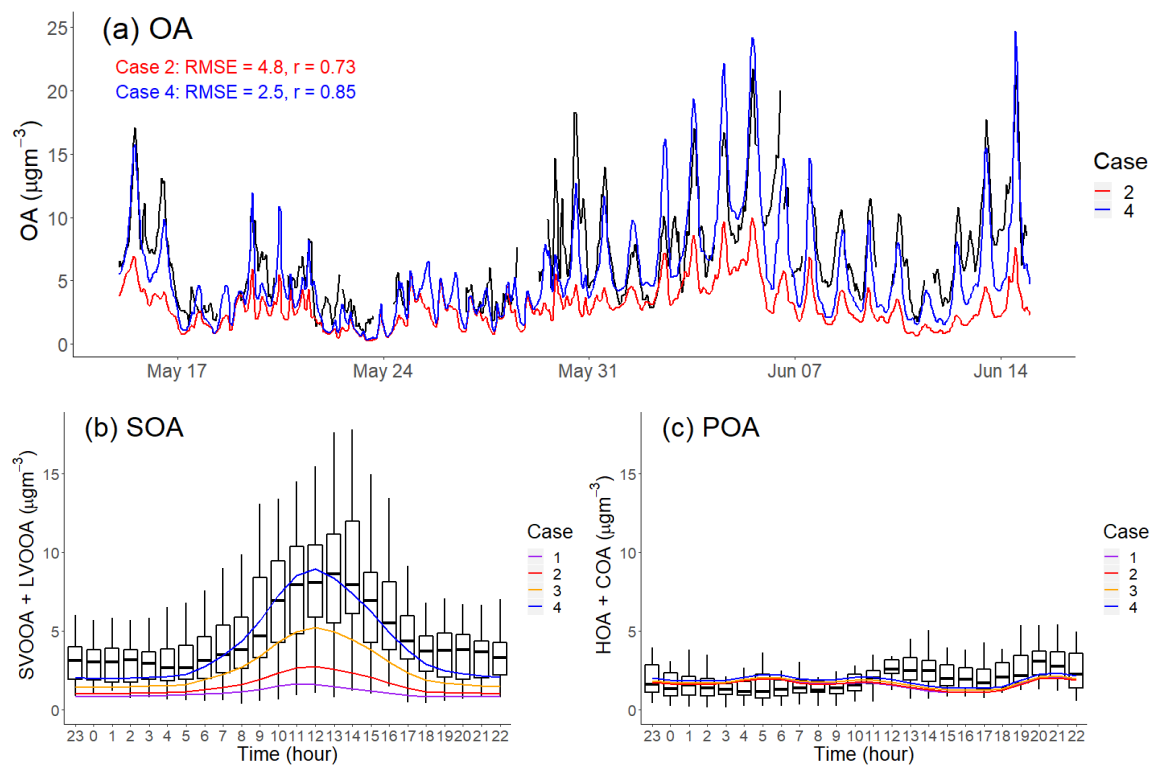 (a) OA
Case 2: RMSE = 4.8, r = 0.73
Case 4: RMSE = 2.5, r = 0.85
OA (μgm⁻³)
25
20
15
10
5
0
May 17 May 24 May 31 Jun 07 Jun 14
Case
2
4
(b) SOA
SVOOA + LVOOA (μgm⁻³)
15
10
5
0
23 0 1 2 3 4 5 6 7 8 9 10 11 12 13 14 15 16 17 18 19 20 21 22
Time (hour)
Case
1
2
3
4
(c) POA
HOA + COA (μgm⁻³)
15
10
5
0
23 0 1 2 3 4 5 6 7 8 9 10 11 12 13 14 15 16 17 18 19 20 21 22
Time (hour)
Case
1
2
3
4